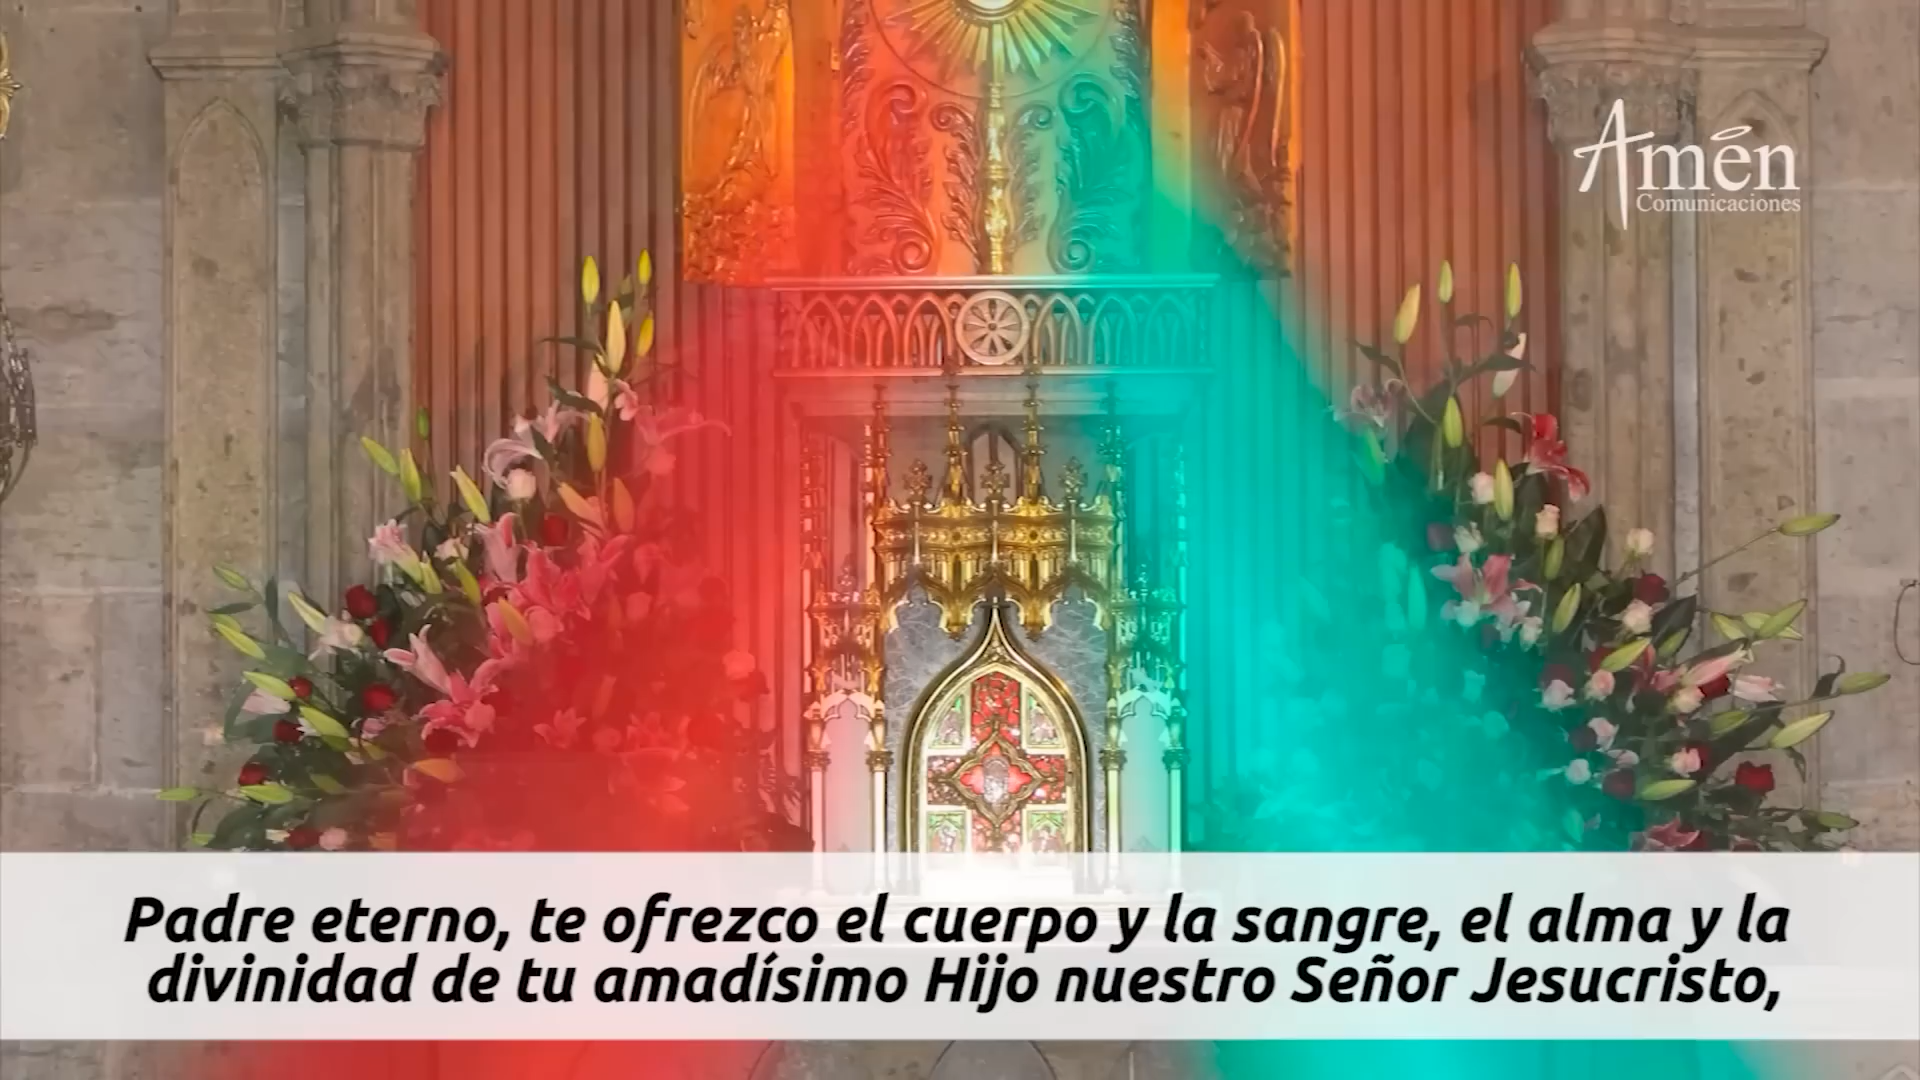 Amén
Comunicaciones
Padre eterno, te ofrezco el cuerpo y la sangre, el alma y la
divinidad de tu amadísimo Hijo nuestro Señor Jesucristo,